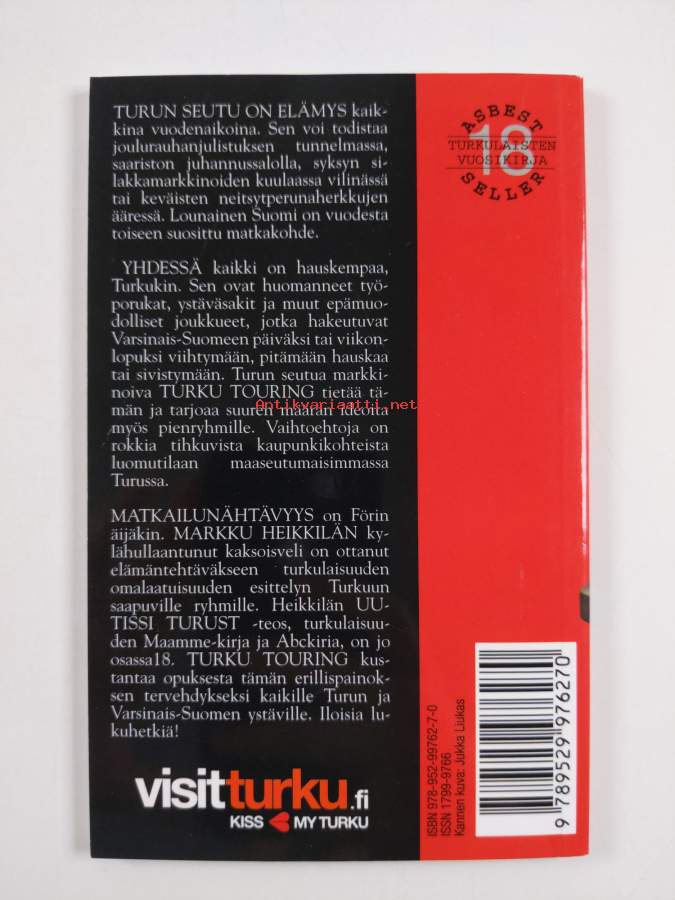 TURUN SEUTU ON ELÄMYS kaik-
kina vuodenaikoina. Sen voi todistaa
joulurauhanjulistuksen tunnelmassa,
saariston juhannussalolla, syksyn si-
lakkamarkkinoiden kuulaassa vilinässä
tai keväisten neitsytperunaherkkujen
ääressä. Lounainen Suomi on vuodesta
toiseen suosittu matkakohde.
YHDESSÄ kaikki on hauskempaa,
Turkukin. Sen ovat huomanneet työ-
porukat, ystäväsakit ja muut epämuo-
dolliset joukkueet, jotka hakeutuvat
Varsinais-Suomeen päiväksi tai viikon-
lopuksi viihtymään, pitämään hauskaa
tai sivistymään. Turun seutua markki-
noiva TURKU TOURING tietää tä-
män ja tarjoaa suuren määrän ideoita
myös pienryhmille. Vaihtoehtoja on
rokkia tihkuvista kaupunkikohteista
luomutilaan maaseutumaisimmassa
Turussa.
MATKAILUNÄHTÄVYYS on Förin
äijäkin. MARKKU HEIKKILÄN ky-
lähullaantunut kaksoisveli on ottanut
elämäntehtäväkseen turkulaisuuden
omalaatuisuuden esittelyn Turkuun
saapuville ryhmille. Heikkilän UU-
TISSI TURUST -teos, turkulaisuu-
den Maamme-kirja ja Abckiria, on jo
osassa18. TURKU TOURING kus-
tantaa opuksesta tämän erillispainok-
sen tervehdykseksi kaikille Turun ja
Varsinais-Suomen ystäville. Iloisia lu-
kuhetkiä!
visitturku.fi
KISS MY TURKU
ASBEST
18
TURKULAISTEN
VUOSIKIRJA
SELLER
Antikvariaatti.net
ISBN 978-952-99762-7-0
ISSN 1799-9766
Kannen kuva: Jukka Liukas
9 789529 976270